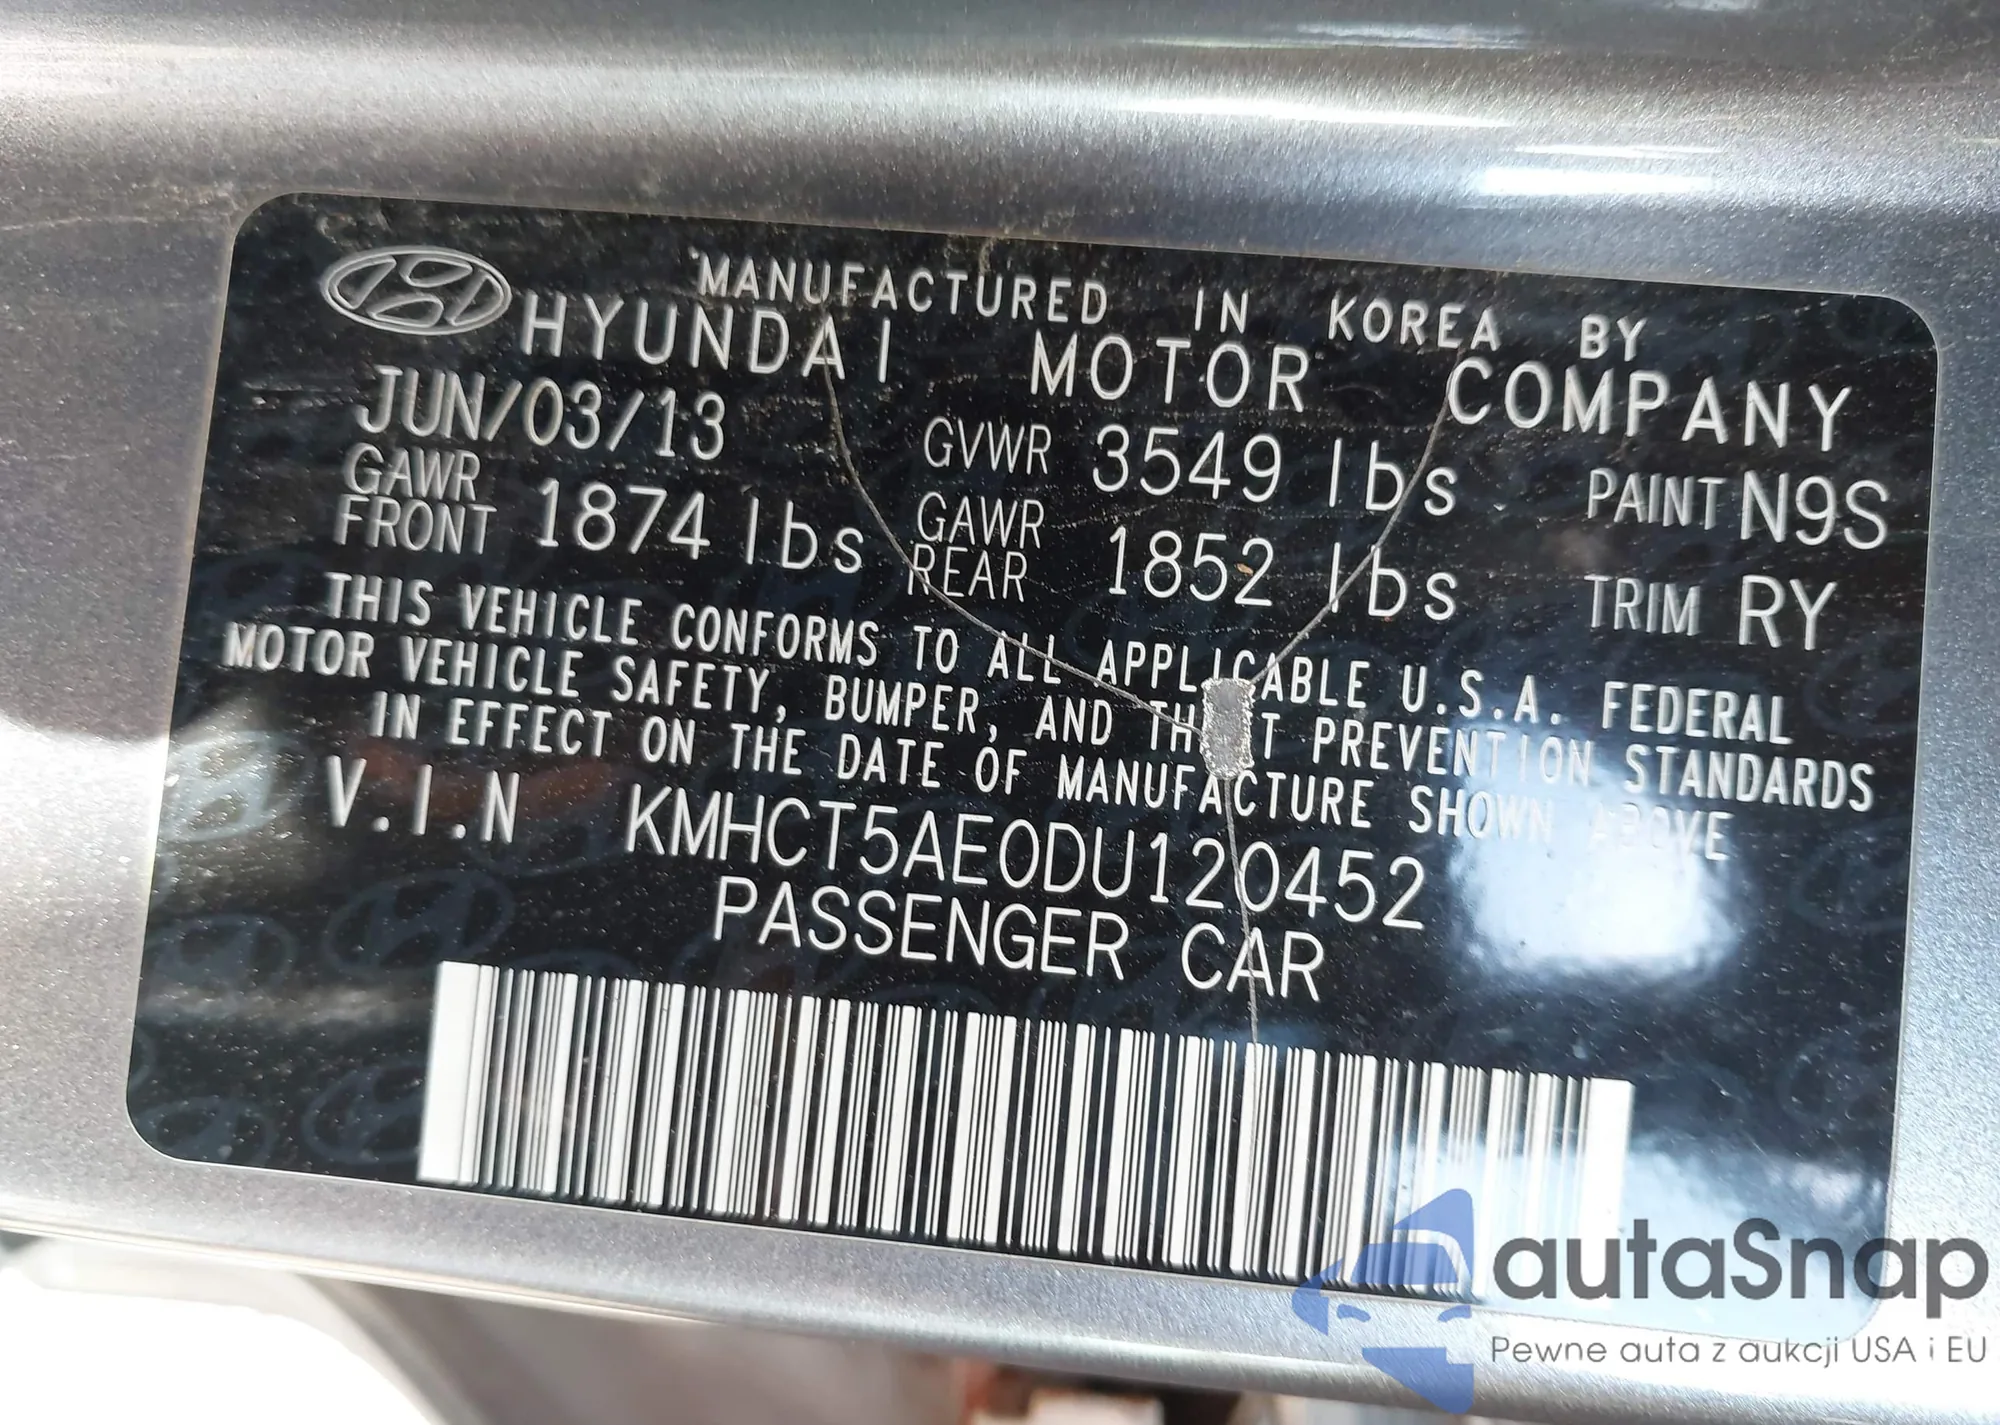 MANUFACTURED IN KOREA BY
HYUNDAI MOTOR COMPANY
JUN/03/13 GVWR 3549 lbs PAINT N9S
GAWR FRONT 1874 lbs GAWR REAR 1852 lbs TRIM RY
THIS VEHICLE CONFORMS TO ALL APPLICABLE U.S.A. FEDERAL
MOTOR VEHICLE SAFETY, BUMPER, AND THEFT PREVENTION STANDARDS
IN EFFECT ON THE DATE OF MANUFACTURE SHOWN ABOVE
V.I.N KMHCT5AE0DU120452
PASSENGER CAR
autaSnap
Pewne auta z aukcji USA i EU